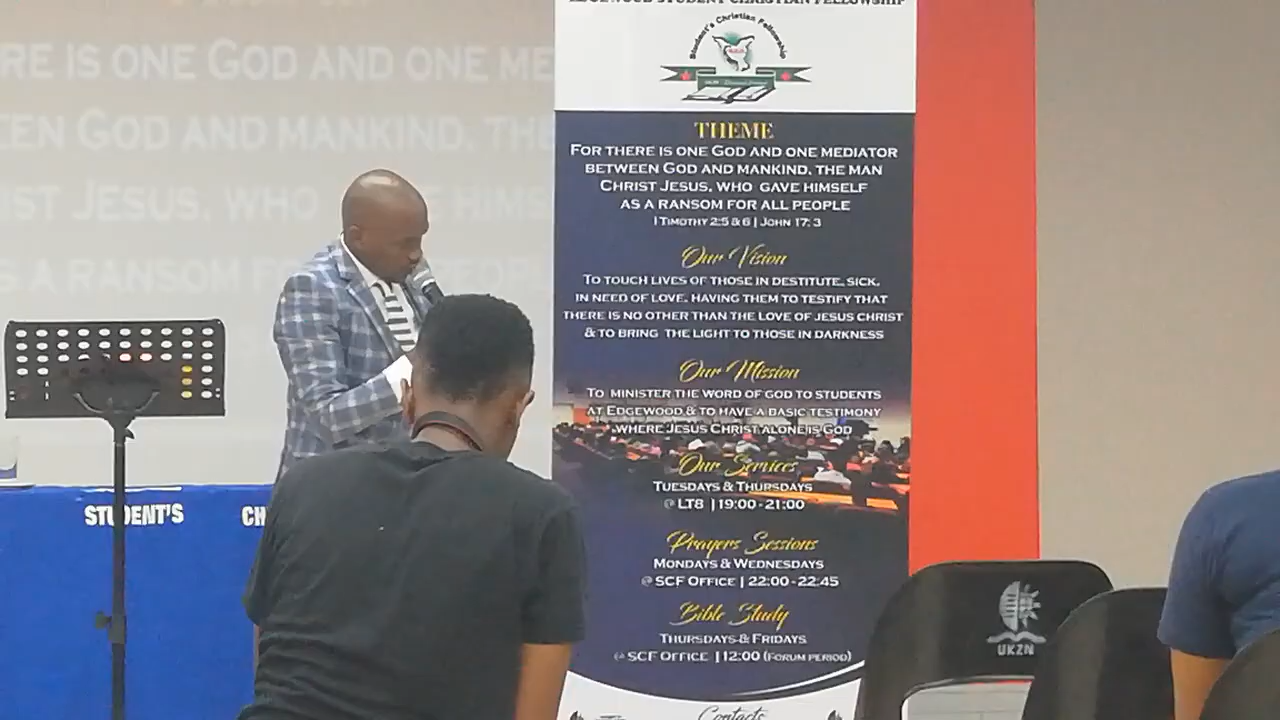 RE IS ONE GOD AND ONE ME
EEN GOD AND MANKIND, THE
IST JESUS, WHO GAVE HIMS
S A RANSOM F
EDGEWOOD STUDENT CHRISTIAN FELLOWSHIP
Student's Christian Fellowship
THEME
FOR THERE IS ONE GOD AND ONE MEDIATOR
BETWEEN GOD AND MANKIND, THE MAN
CHRIST JESUS, WHO GAVE HIMSELF
AS A RANSOM FOR ALL PEOPLE
1 TIMOTHY 2:5 & 6 | JOHN 17: 3
Our Vision
TO TOUCH LIVES OF THOSE IN DESTITUTE, SICK,
IN NEED OF LOVE, HAVING THEM TO TESTIFY THAT
THERE IS NO OTHER THAN THE LOVE OF JESUS CHRIST
& TO BRING THE LIGHT TO THOSE IN DARKNESS
Our Mission
TO MINISTER THE WORD OF GOD TO STUDENTS
AT EDGEWOOD & TO HAVE A BASIC TESTIMONY
WHERE JESUS CHRIST ALONE IS GOD
Our Services
TUESDAYS & THURSDAYS
@ LT8 | 19:00 - 21:00
Prayers Sessions
MONDAYS & WEDNESDAYS
@ SCF OFFICE | 22:00 - 22:45
Bible Study
THURSDAYS & FRIDAYS
@ SCF OFFICE | 12:00 (FORUM PERIOD)
Contacts
STUDENT'S CH
UKZN